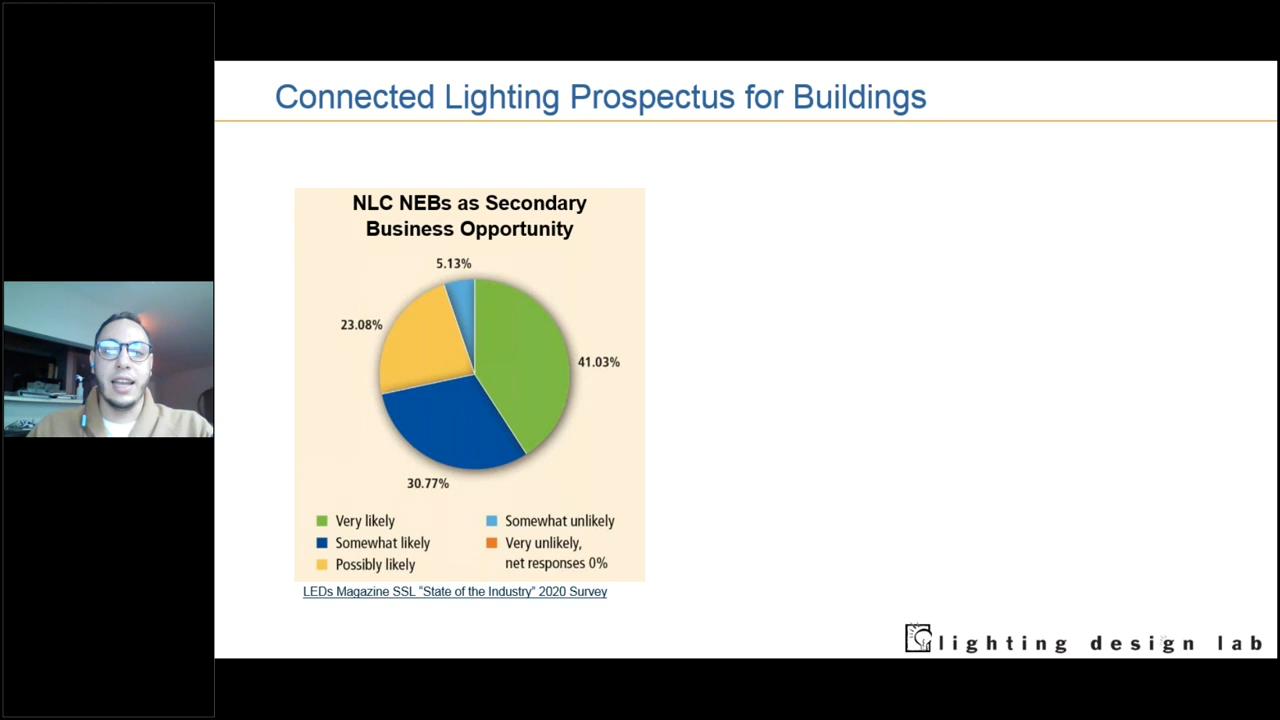 Connected Lighting Prospectus for Buildings
NLC NEBs as Secondary
Business Opportunity
5.13%
23.08%
41.03%
30.77%
Very likely
Somewhat likely
Possibly likely
Somewhat unlikely
Very unlikely,
net responses 0%
LEDs Magazine SSL "State of the Industry" 2020 Survey
lighting design lab